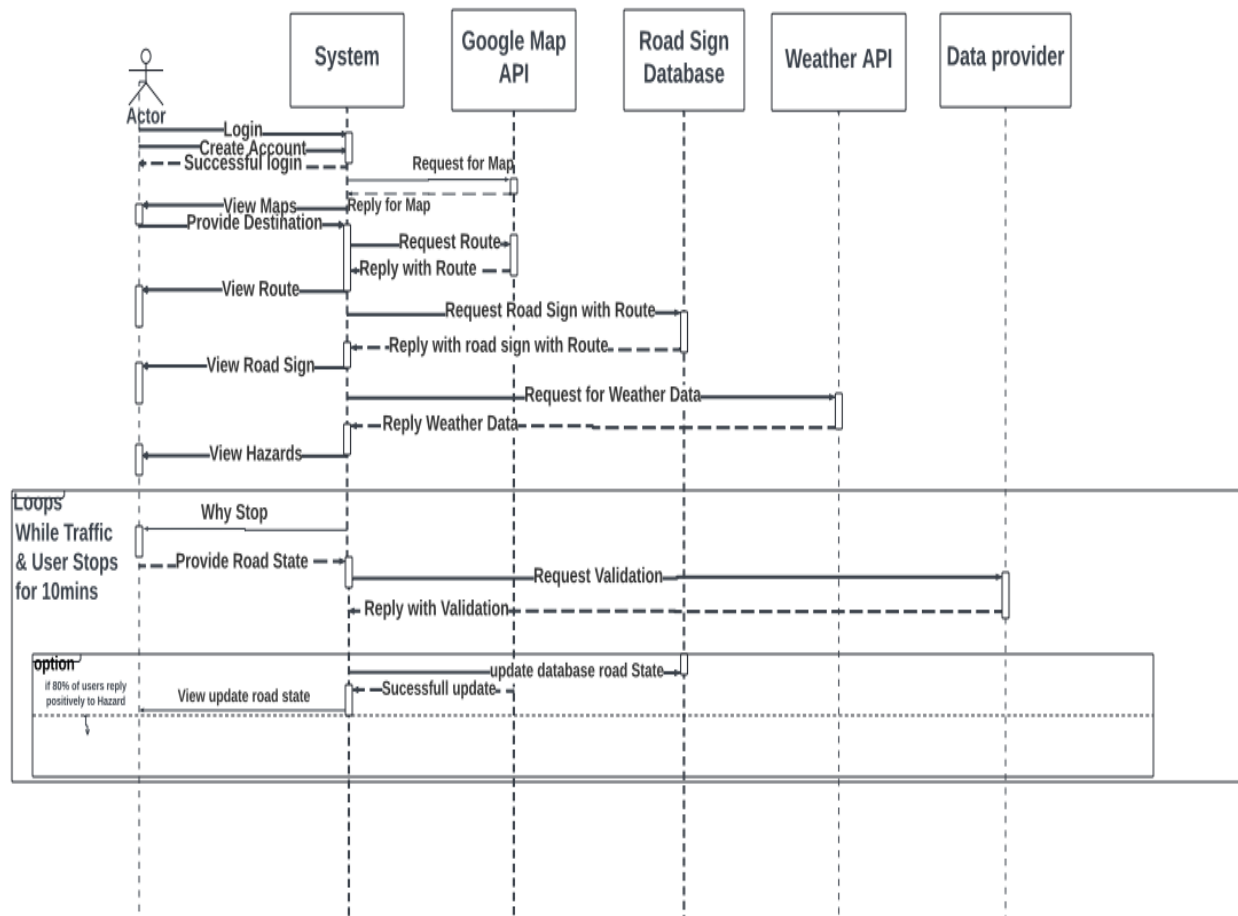 System
Google Map
API
Road Sign
Database
Weather API
Data provider
Actor
Login
Create Account
Successful login
Request for Map
Reply for Map
View Maps
Provide Destination
Request Route
Reply with Route
View Route
Request Road Sign with Route
Reply with road sign with Route
View Road Sign
Request for Weather Data
Reply Weather Data
View Hazards
Loops
While Traffic
& User Stops
for 10mins
Why Stop
Provide Road State
Request Validation
Reply with Validation
option
if 80% of users reply
positively to Hazard
update database road State
Sucessfull update
View update road state